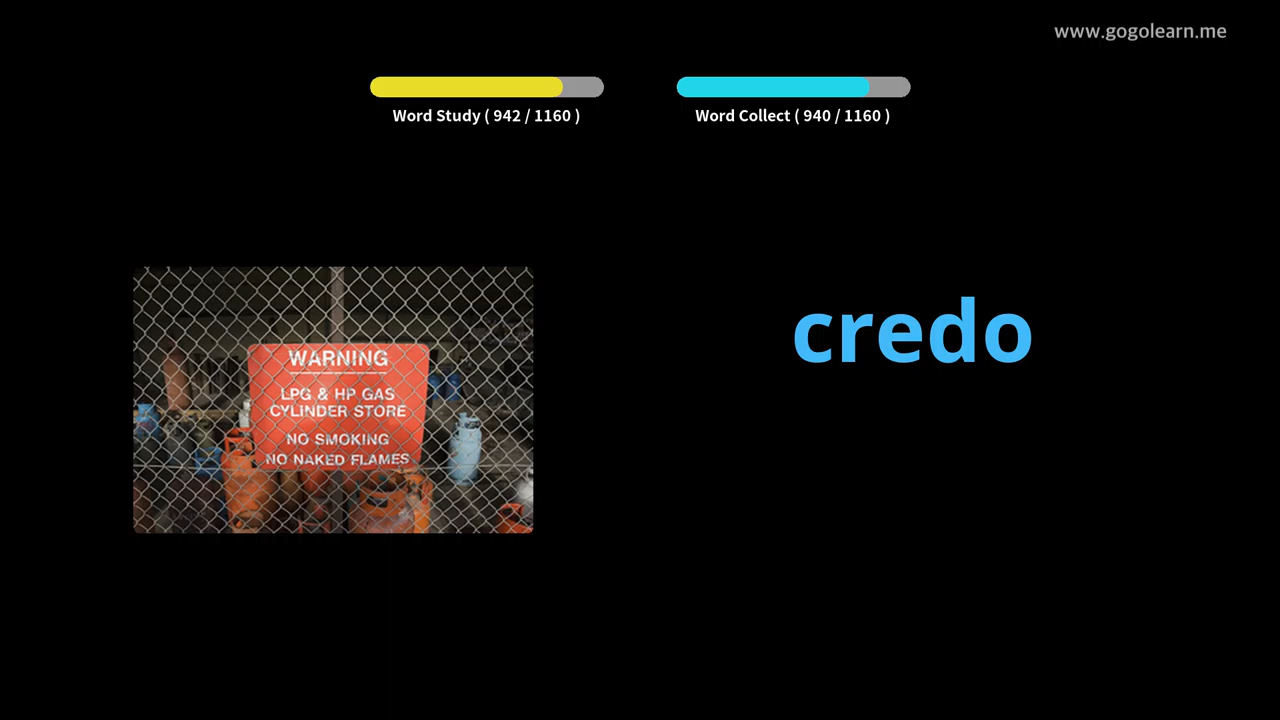 www.gogolearn.me
Word Study ( 942 / 1160 )
Word Collect ( 940 / 1160 )
WARNING
LPG & HP GAS
CYLINDER STORE
NO SMOKING
NO NAKED FLAMES
credo